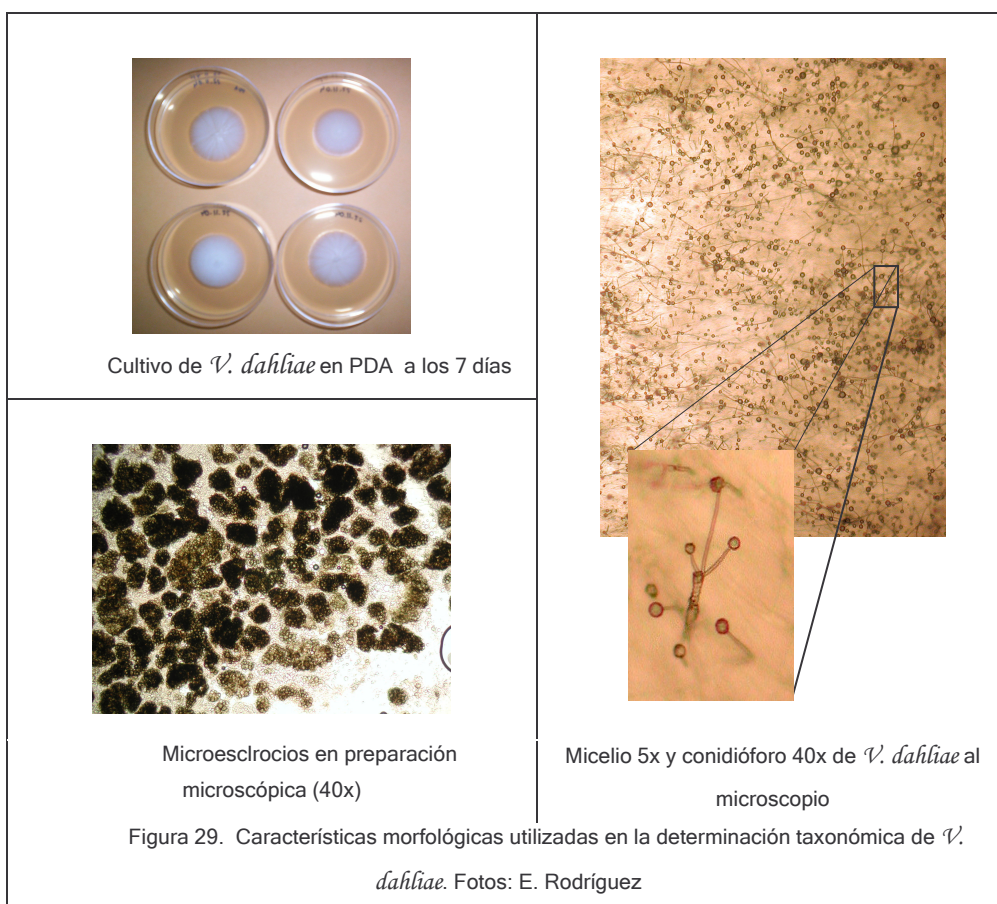 Cultivo de V. dahliae en PDA a los 7 días
Microesclrocios en preparación
microscópica (40x)
Micelio 5x y conidióforo 40x de V. dahliae al
microscopio
Figura 29. Características morfológicas utilizadas en la determinación taxonómica de V.
dahliae. Fotos: E. Rodríguez